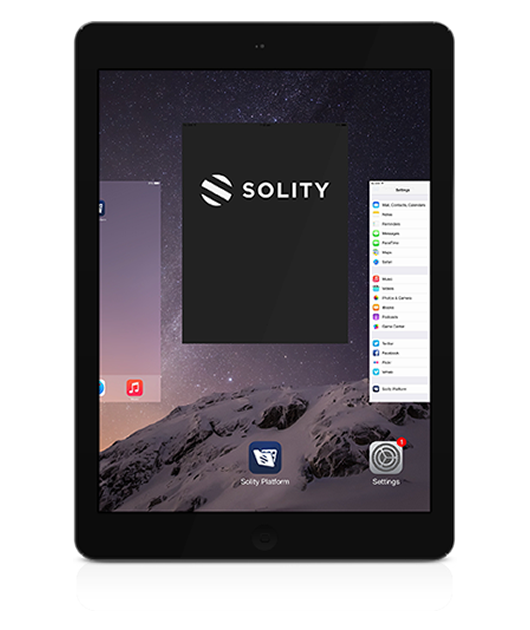 SOLITY
Settings
Mail, Contacts, Calendars
Notes
Reminders
Messages
FaceTime
Maps
Safari
Music
Videos
Photos & Camera
iBooks
Podcasts
Game Center
Twitter
Facebook
Flickr
Vimeo
Solity Platform
1
Solity Platform
Settings